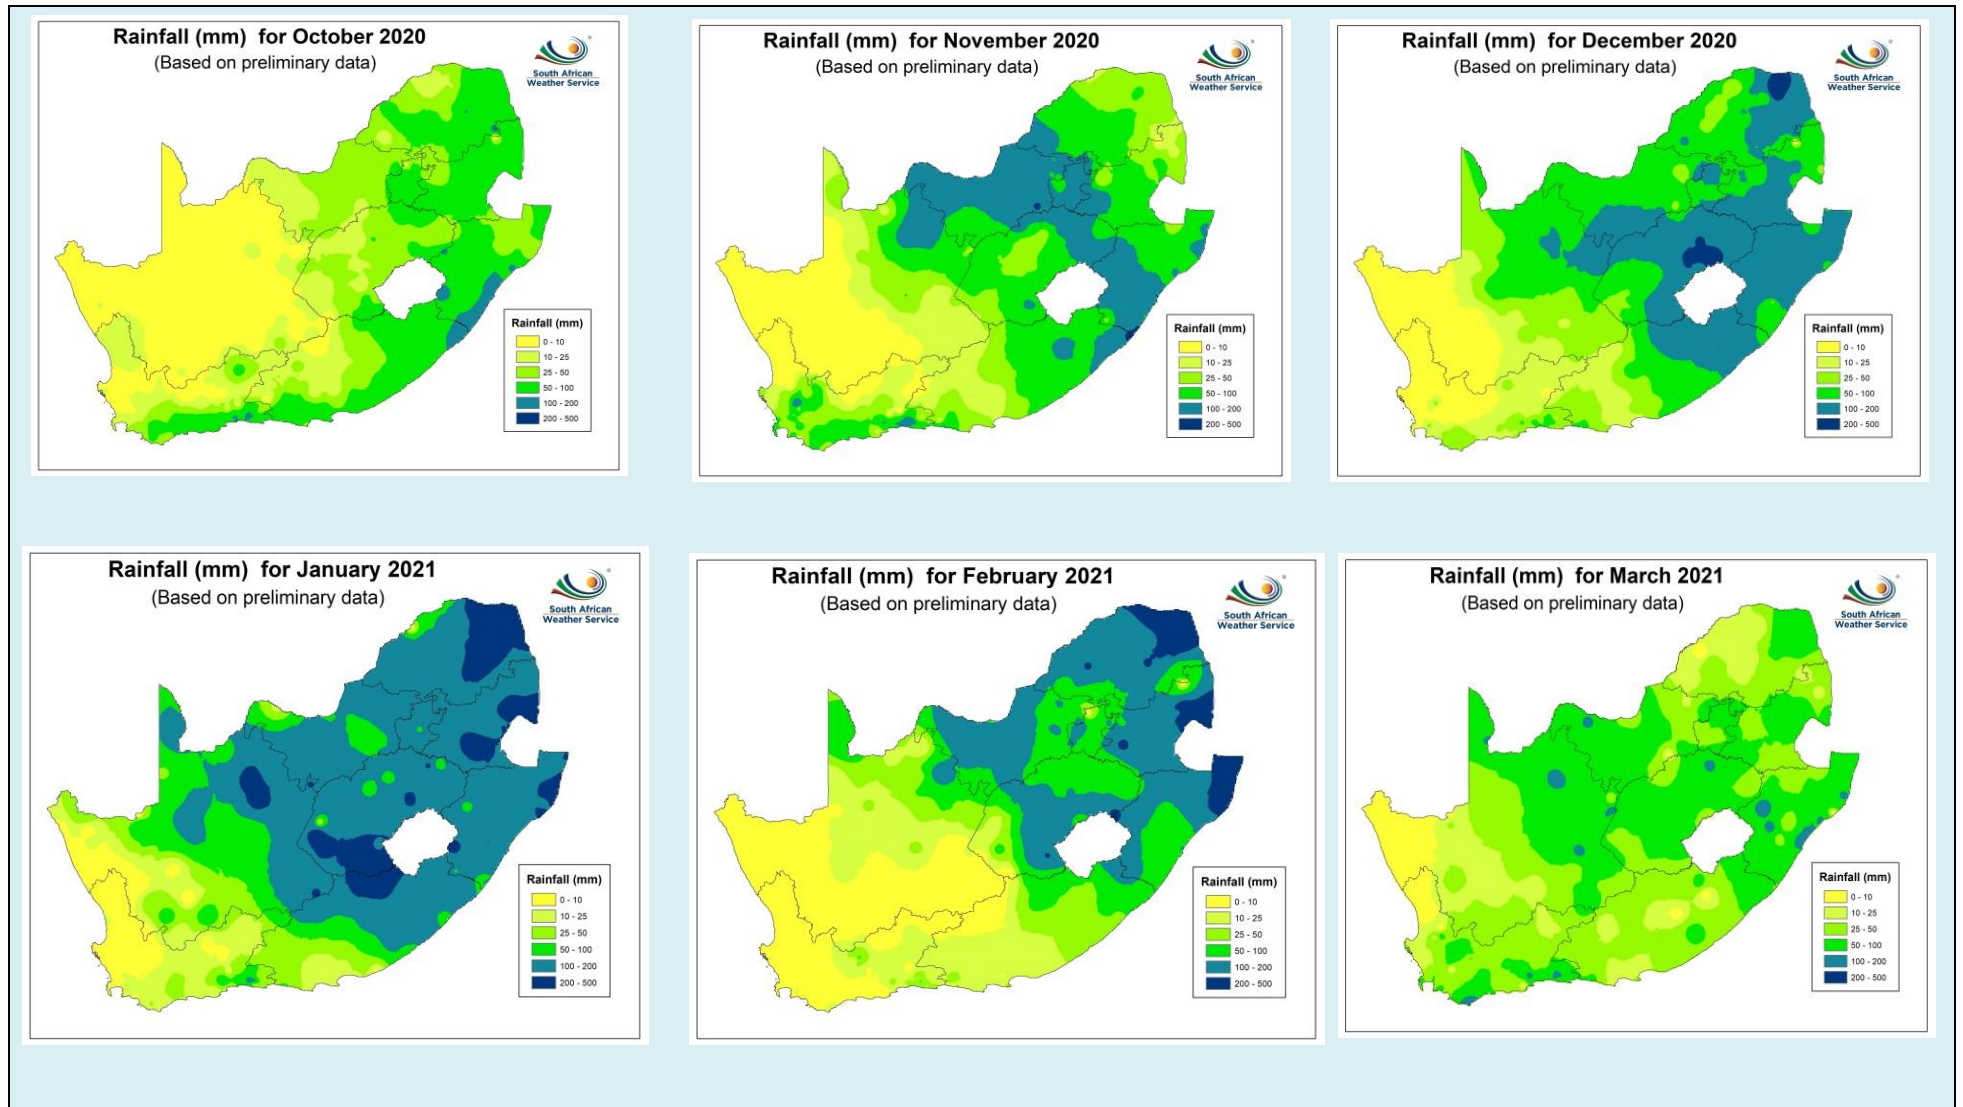 Rainfall (mm) for October 2020
(Based on preliminary data)
South African
Weather Service
Rainfall (mm)
0 - 10
10 - 25
25 - 50
50 - 100
100 - 200
200 - 500
Rainfall (mm) for November 2020
(Based on preliminary data)
South African
Weather Service
Rainfall (mm)
0 - 10
10 - 25
25 - 50
50 - 100
100 - 200
200 - 500
Rainfall (mm) for December 2020
(Based on preliminary data)
South African
Weather Service
Rainfall (mm)
0 - 10
10 - 25
25 - 50
50 - 100
100 - 200
200 - 500
Rainfall (mm) for January 2021
(Based on preliminary data)
South African
Weather Service
Rainfall (mm)
0 - 10
10 - 25
25 - 50
50 - 100
100 - 200
200 - 500
Rainfall (mm) for February 2021
(Based on preliminary data)
South African
Weather Service
Rainfall (mm)
0 - 10
10 - 25
25 - 50
50 - 100
100 - 200
200 - 500
Rainfall (mm) for March 2021
(Based on preliminary data)
South African
Weather Service
Rainfall (mm)
0 - 10
10 - 25
25 - 50
50 - 100
100 - 200
200 - 500